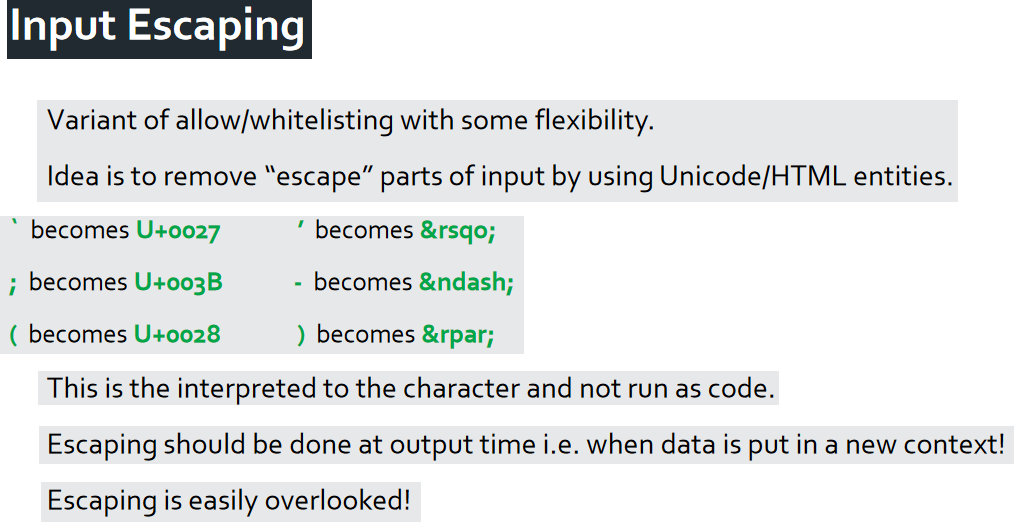 Input Escaping
Variant of allow/whitelisting with some flexibility.
Idea is to remove “escape” parts of input by using Unicode/HTML entities.
` becomes U+0027 ’ becomes &rsqo;
; becomes U+003B - becomes &ndash;
( becomes U+0028 ) becomes &rpar;
This is the interpreted to the character and not run as code.
Escaping should be done at output time i.e. when data is put in a new context!
Escaping is easily overlooked!